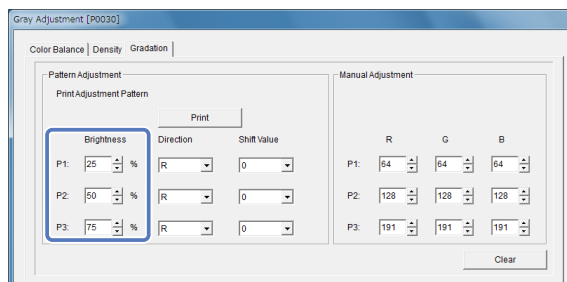 Gray Adjustment [P0030]
Color Balance Density Gradation
Pattern Adjustment Manual Adjustment
Print Adjustment Pattern
Print
Brightness Direction Shift Value R G B
P1: 25 % R 0 P1: 64 64 64
P2: 50 % R 0 P2: 128 128 128
P3: 75 % R 0 P3: 191 191 191
Clear